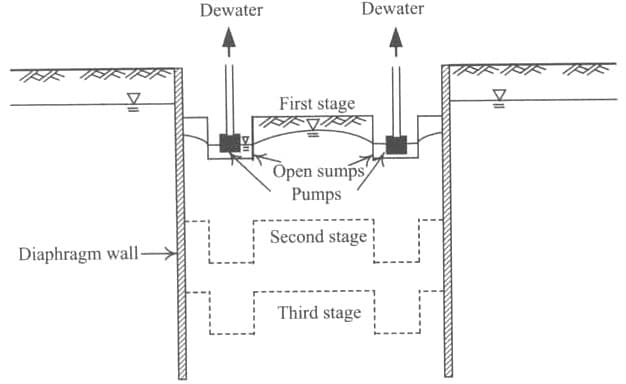 Dewater
Dewater
First stage
Open sumps
Pumps
Second stage
Diaphragm wall
Third stage